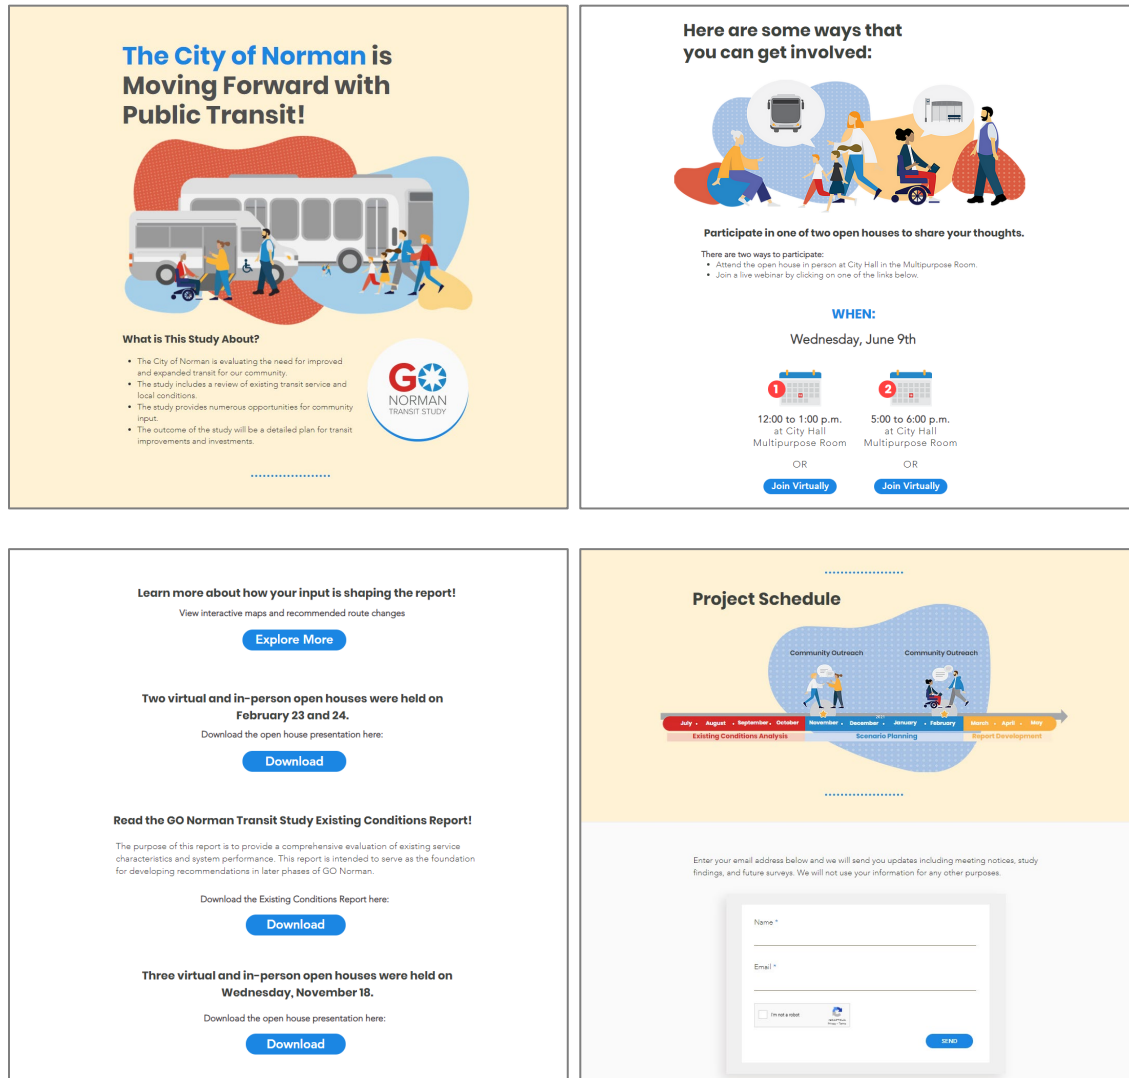 The City of Norman is
Moving Forward with
Public Transit!
What is This Study About?
• The City of Norman is evaluating the need for improved
and expanded transit for our community.
• The study includes a review of existing transit service and
local conditions.
• The study provides numerous opportunities for community
input.
• The outcome of the study will be a detailed plan for transit
improvements and investments.
GO
NORMAN
TRANSIT STUDY
Here are some ways that
you can get involved:
Participate in one of two open houses to share your thoughts.
There are two ways to participate:
• Attend the open house in person at City Hall in the Multipurpose Room.
• Join a live webinar by clicking on one of the links below.
WHEN:
Wednesday, June 9th
1
12:00 to 1:00 p.m.
at City Hall
Multipurpose Room
OR
Join Virtually
2
5:00 to 6:00 p.m.
at City Hall
Multipurpose Room
OR
Join Virtually
Learn more about how your input is shaping the report!
View interactive maps and recommended route changes
Explore More
Two virtual and in-person open houses were held on
February 23 and 24.
Download the open house presentation here:
Download
Read the GO Norman Transit Study Existing Conditions Report!
The purpose of this report is to provide a comprehensive evaluation of existing service
characteristics and system performance. This report is intended to serve as the foundation
for developing recommendations in later phases of GO Norman.
Download the Existing Conditions Report here:
Download
Three virtual and in-person open houses were held on
Wednesday, November 18.
Download the open house presentation here:
Download
Project Schedule
Community Outreach
Community Outreach
July • August • September • October November • December • January • February March • April • May
Existing Conditions Analysis Scenario Planning Report Development
Enter your email address below and we will send you updates including meeting notices, study
findings, and future surveys. We will not use your information for any other purposes.
Name *
Email *
I'm not a robot
SEND